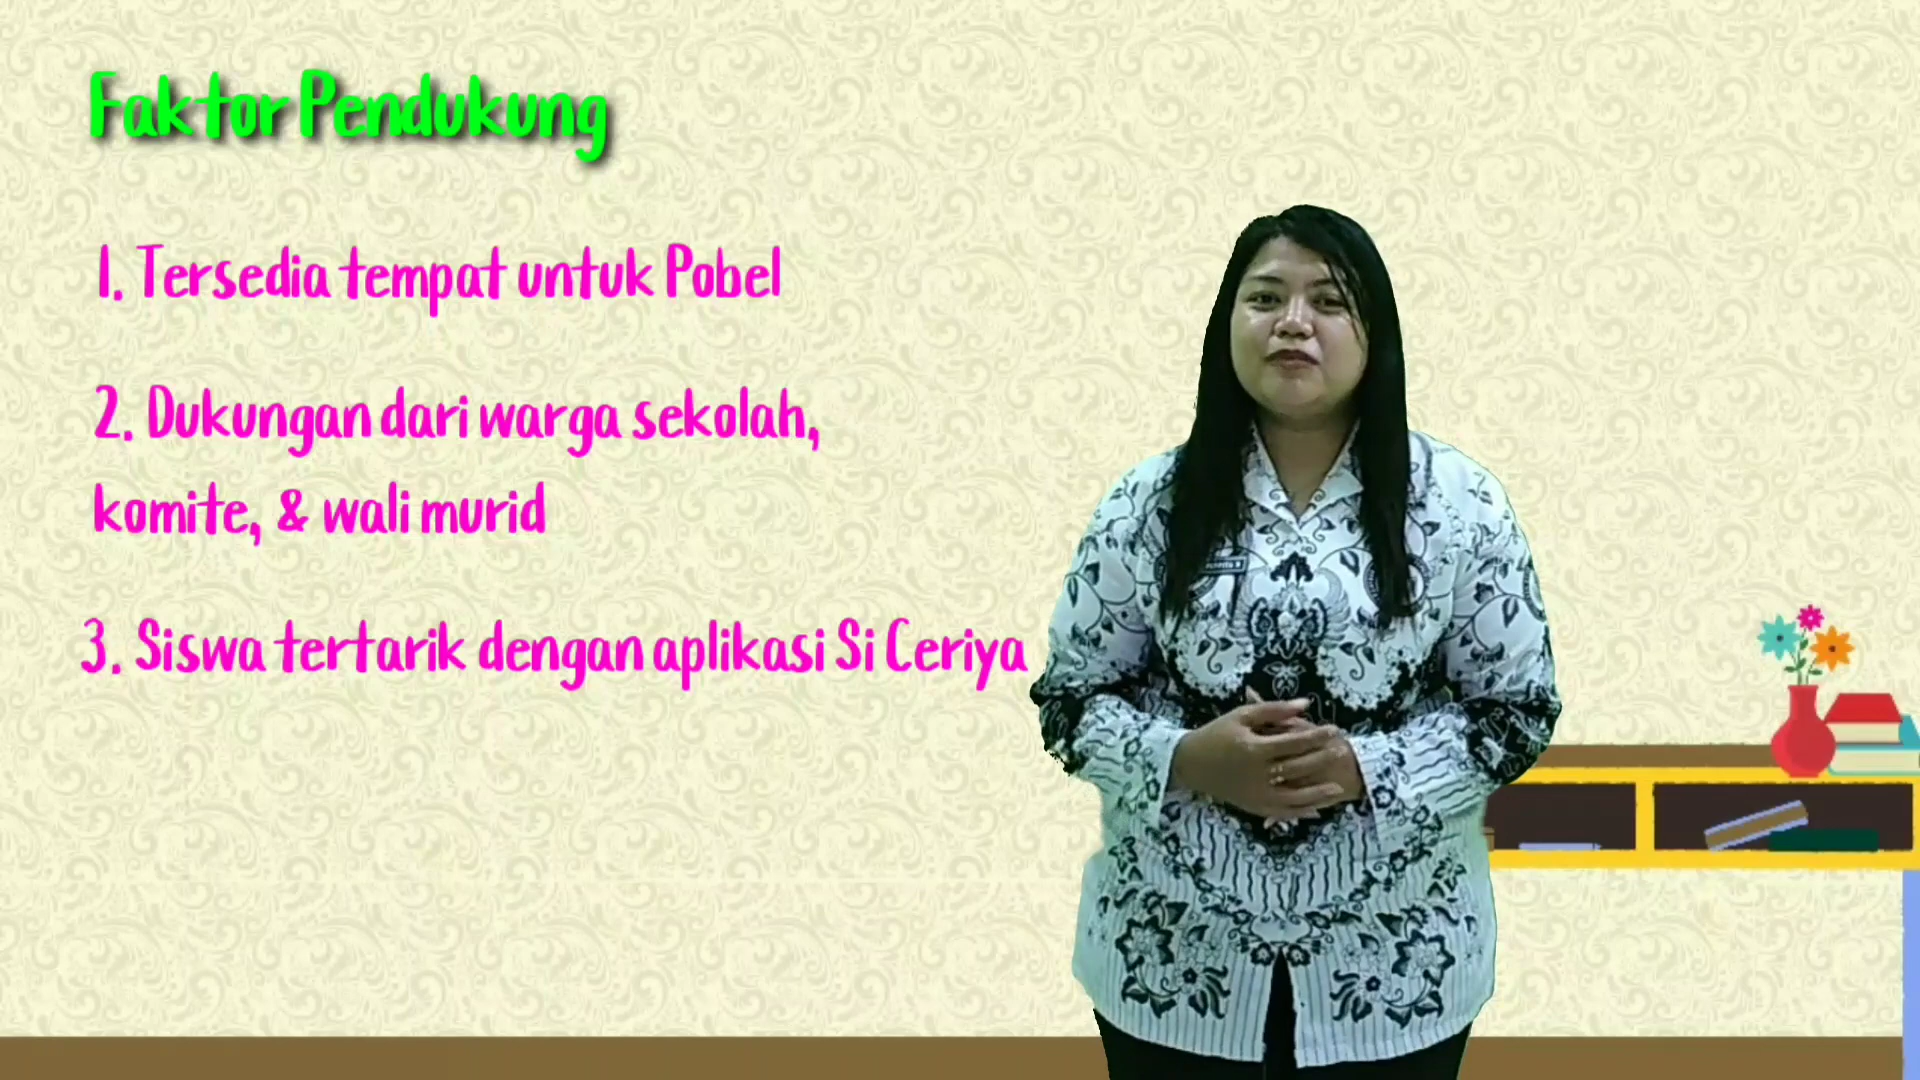 Faktor Pendukung
1. Tersedia tempat untuk Pobel
2. Dukungan dari warga sekolah,
komite, & wali murid
3. Siswa tertarik dengan aplikasi Si Ceriya